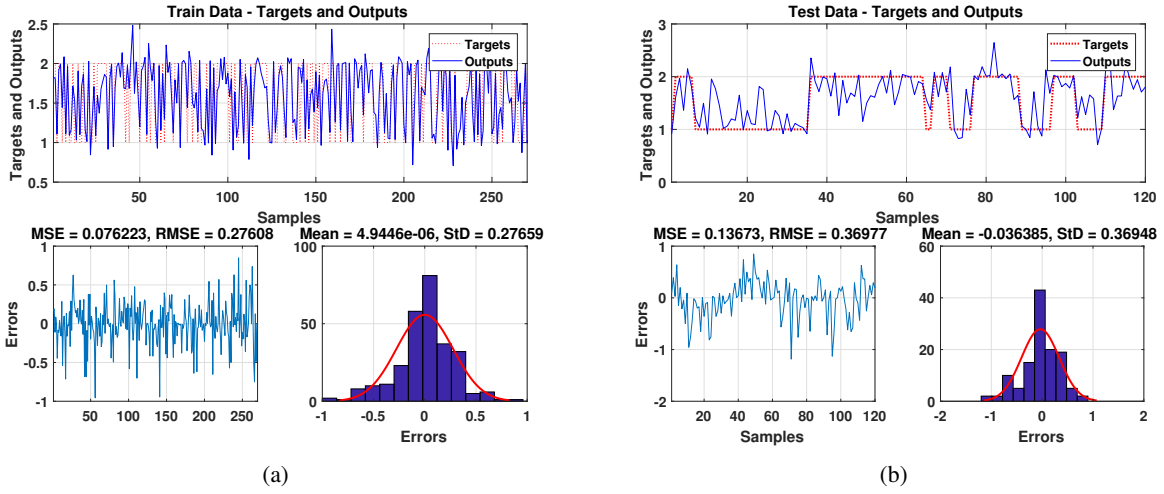 Train Data - Targets and Outputs
Targets and Outputs
2.5
2
1.5
1
0.5
Targets
Outputs
50
100
150
200
250
Samples
MSE = 0.076223, RMSE = 0.27608
Errors
1
0.5
0
-0.5
-1
50
100
150
200
250
Mean = 4.9446e-06, StD = 0.27659
100
50
0
-1
-0.5
0
0.5
1
Errors
(a)
Test Data - Targets and Outputs
Targets and Outputs
3
2
1
0
Targets
Outputs
20
40
60
80
100
120
Samples
MSE = 0.13673, RMSE = 0.36977
Errors
1
0
-1
-2
20
40
60
80
100
120
Samples
Mean = -0.036385, StD = 0.36948
60
40
20
0
-2
-1
0
1
2
Errors
(b)